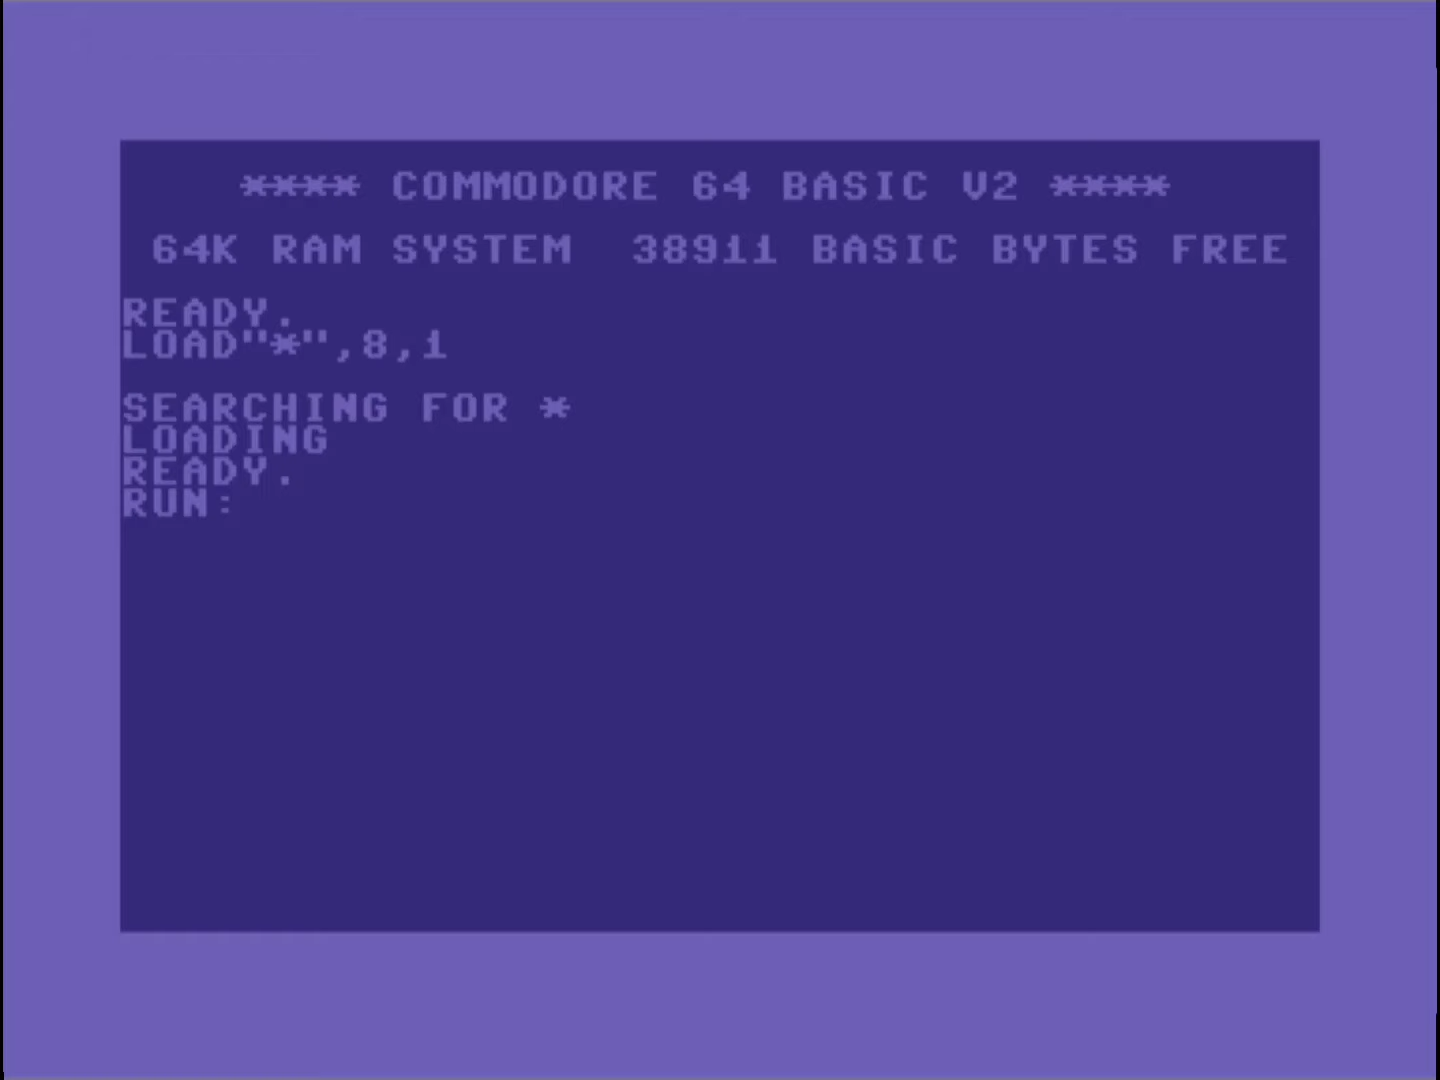 **** COMMODORE 64 BASIC V2 ****
64K RAM SYSTEM  38911 BASIC BYTES FREE
READY.
LOAD"*",8,1
SEARCHING FOR *
LOADING
READY.
RUN: